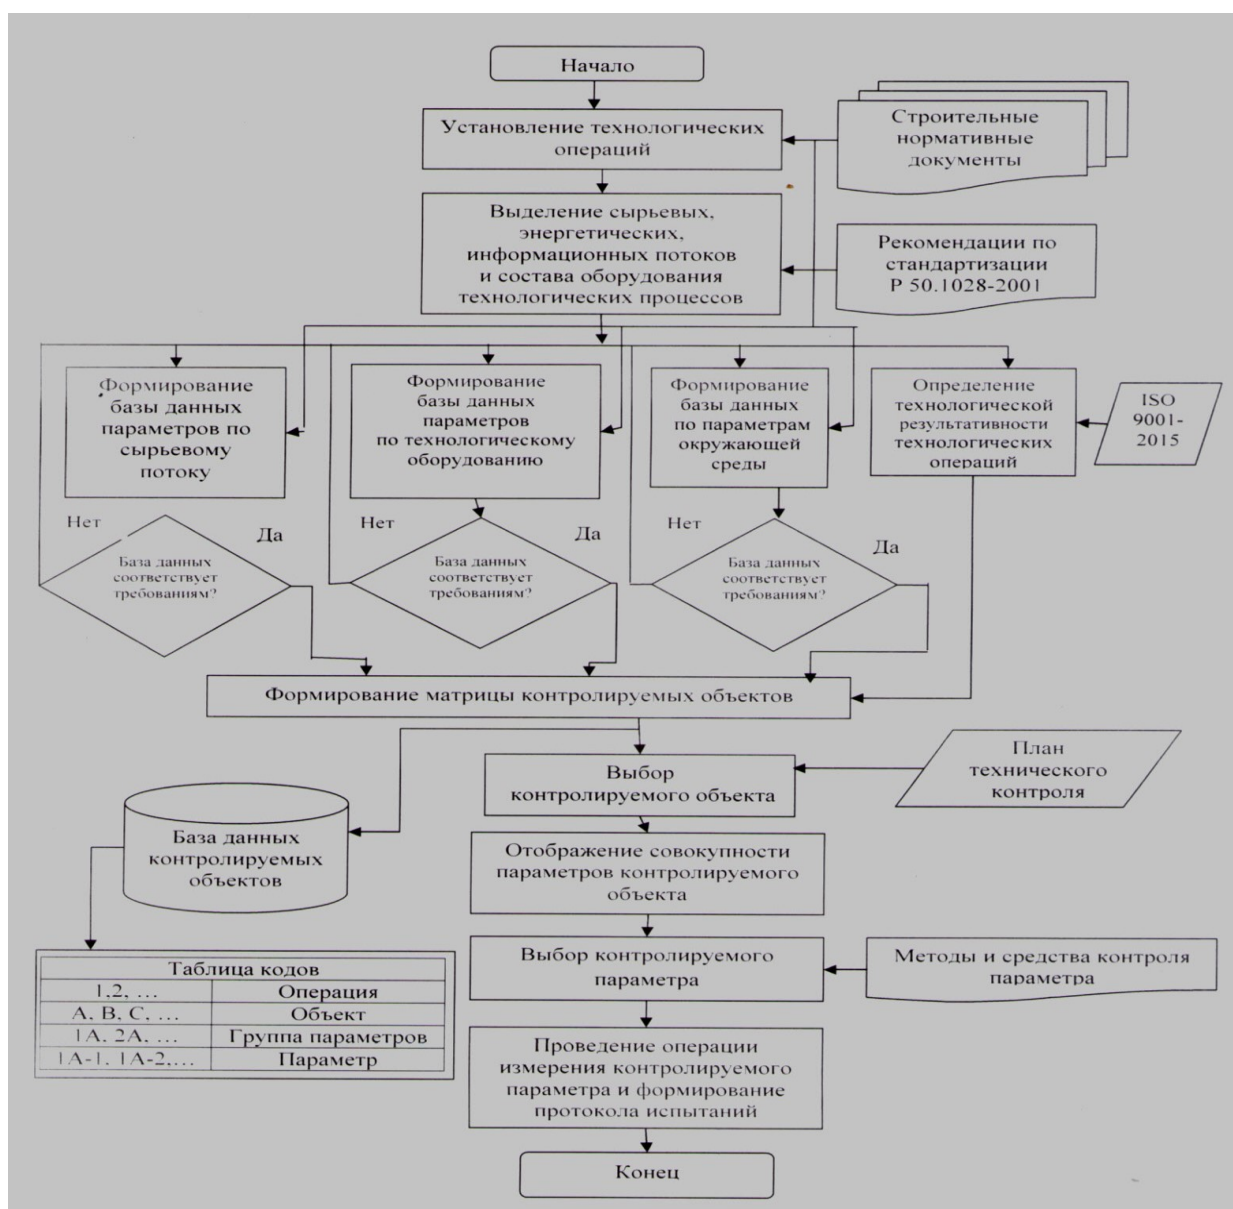 Начало
Установление технологических
операций
Строительные
нормативные
документы
Выделение сырьевых,
энергетических,
информационных потоков
и состава оборудования
технологических процессов
Рекомендации по
стандартизации
Р 50.1028-2001
Формирование
базы данных
параметров по
сырьевому
потоку
Формирование
базы данных
параметров
по технологическому
оборудованию
Формирование
базы данных
по параметрам
окружающей
среды
Определение
технологической
результативности
технологических
операций
ISO
9001-
2015
Нет
Да
База данных
соответствует
требованиям?
Нет
Да
База данных
соответствует
требованиям?
Нет
Да
База данных
соответствует
требованиям?
Формирование матрицы контролируемых объектов
Выбор
контролируемого объекта
План
технического
контроля
База данных
контролируемых
объектов
Отображение совокупности
параметров контролируемого
объекта
Выбор контролируемого
параметра
Методы и средства контроля
параметра
Таблица кодов
1,2, ... Операция
А, В, С, ... Объект
1А, 2А, ... Группа параметров
1А-1, 1А-2,... Параметр
Проведение операции
измерения контролируемого
параметра и формирование
протокола испытаний
Конец